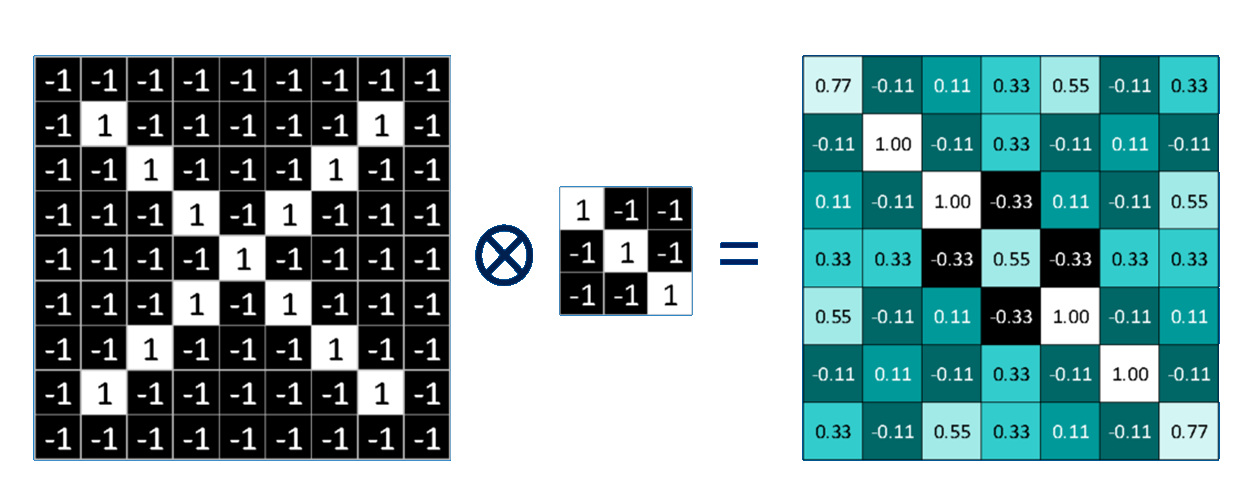 -1 -1 -1 -1 -1 -1 -1 -1 -1
-1 1 -1 -1 -1 -1 -1 1 -1
-1 -1 1 -1 -1 -1 1 -1 -1
-1 -1 -1 1 -1 1 -1 -1 -1
-1 -1 -1 -1 1 -1 -1 -1 -1
-1 -1 -1 1 -1 1 -1 -1 -1
-1 -1 1 -1 -1 -1 1 -1 -1
-1 1 -1 -1 -1 -1 -1 1 -1
-1 -1 -1 -1 -1 -1 -1 -1 -1
⊗
1 -1 -1
-1 1 -1
-1 -1 1
=
0.77 -0.11 0.11 0.33 0.55 -0.11 0.33
-0.11 1.00 -0.11 0.33 -0.11 0.11 -0.11
0.11 -0.11 1.00 -0.33 0.11 -0.11 0.55
0.33 0.33 -0.33 0.55 -0.33 0.33 0.33
0.55 -0.11 0.11 -0.33 1.00 -0.11 0.11
-0.11 0.11 -0.11 0.33 -0.11 1.00 -0.11
0.33 -0.11 0.55 0.33 0.11 -0.11 0.77